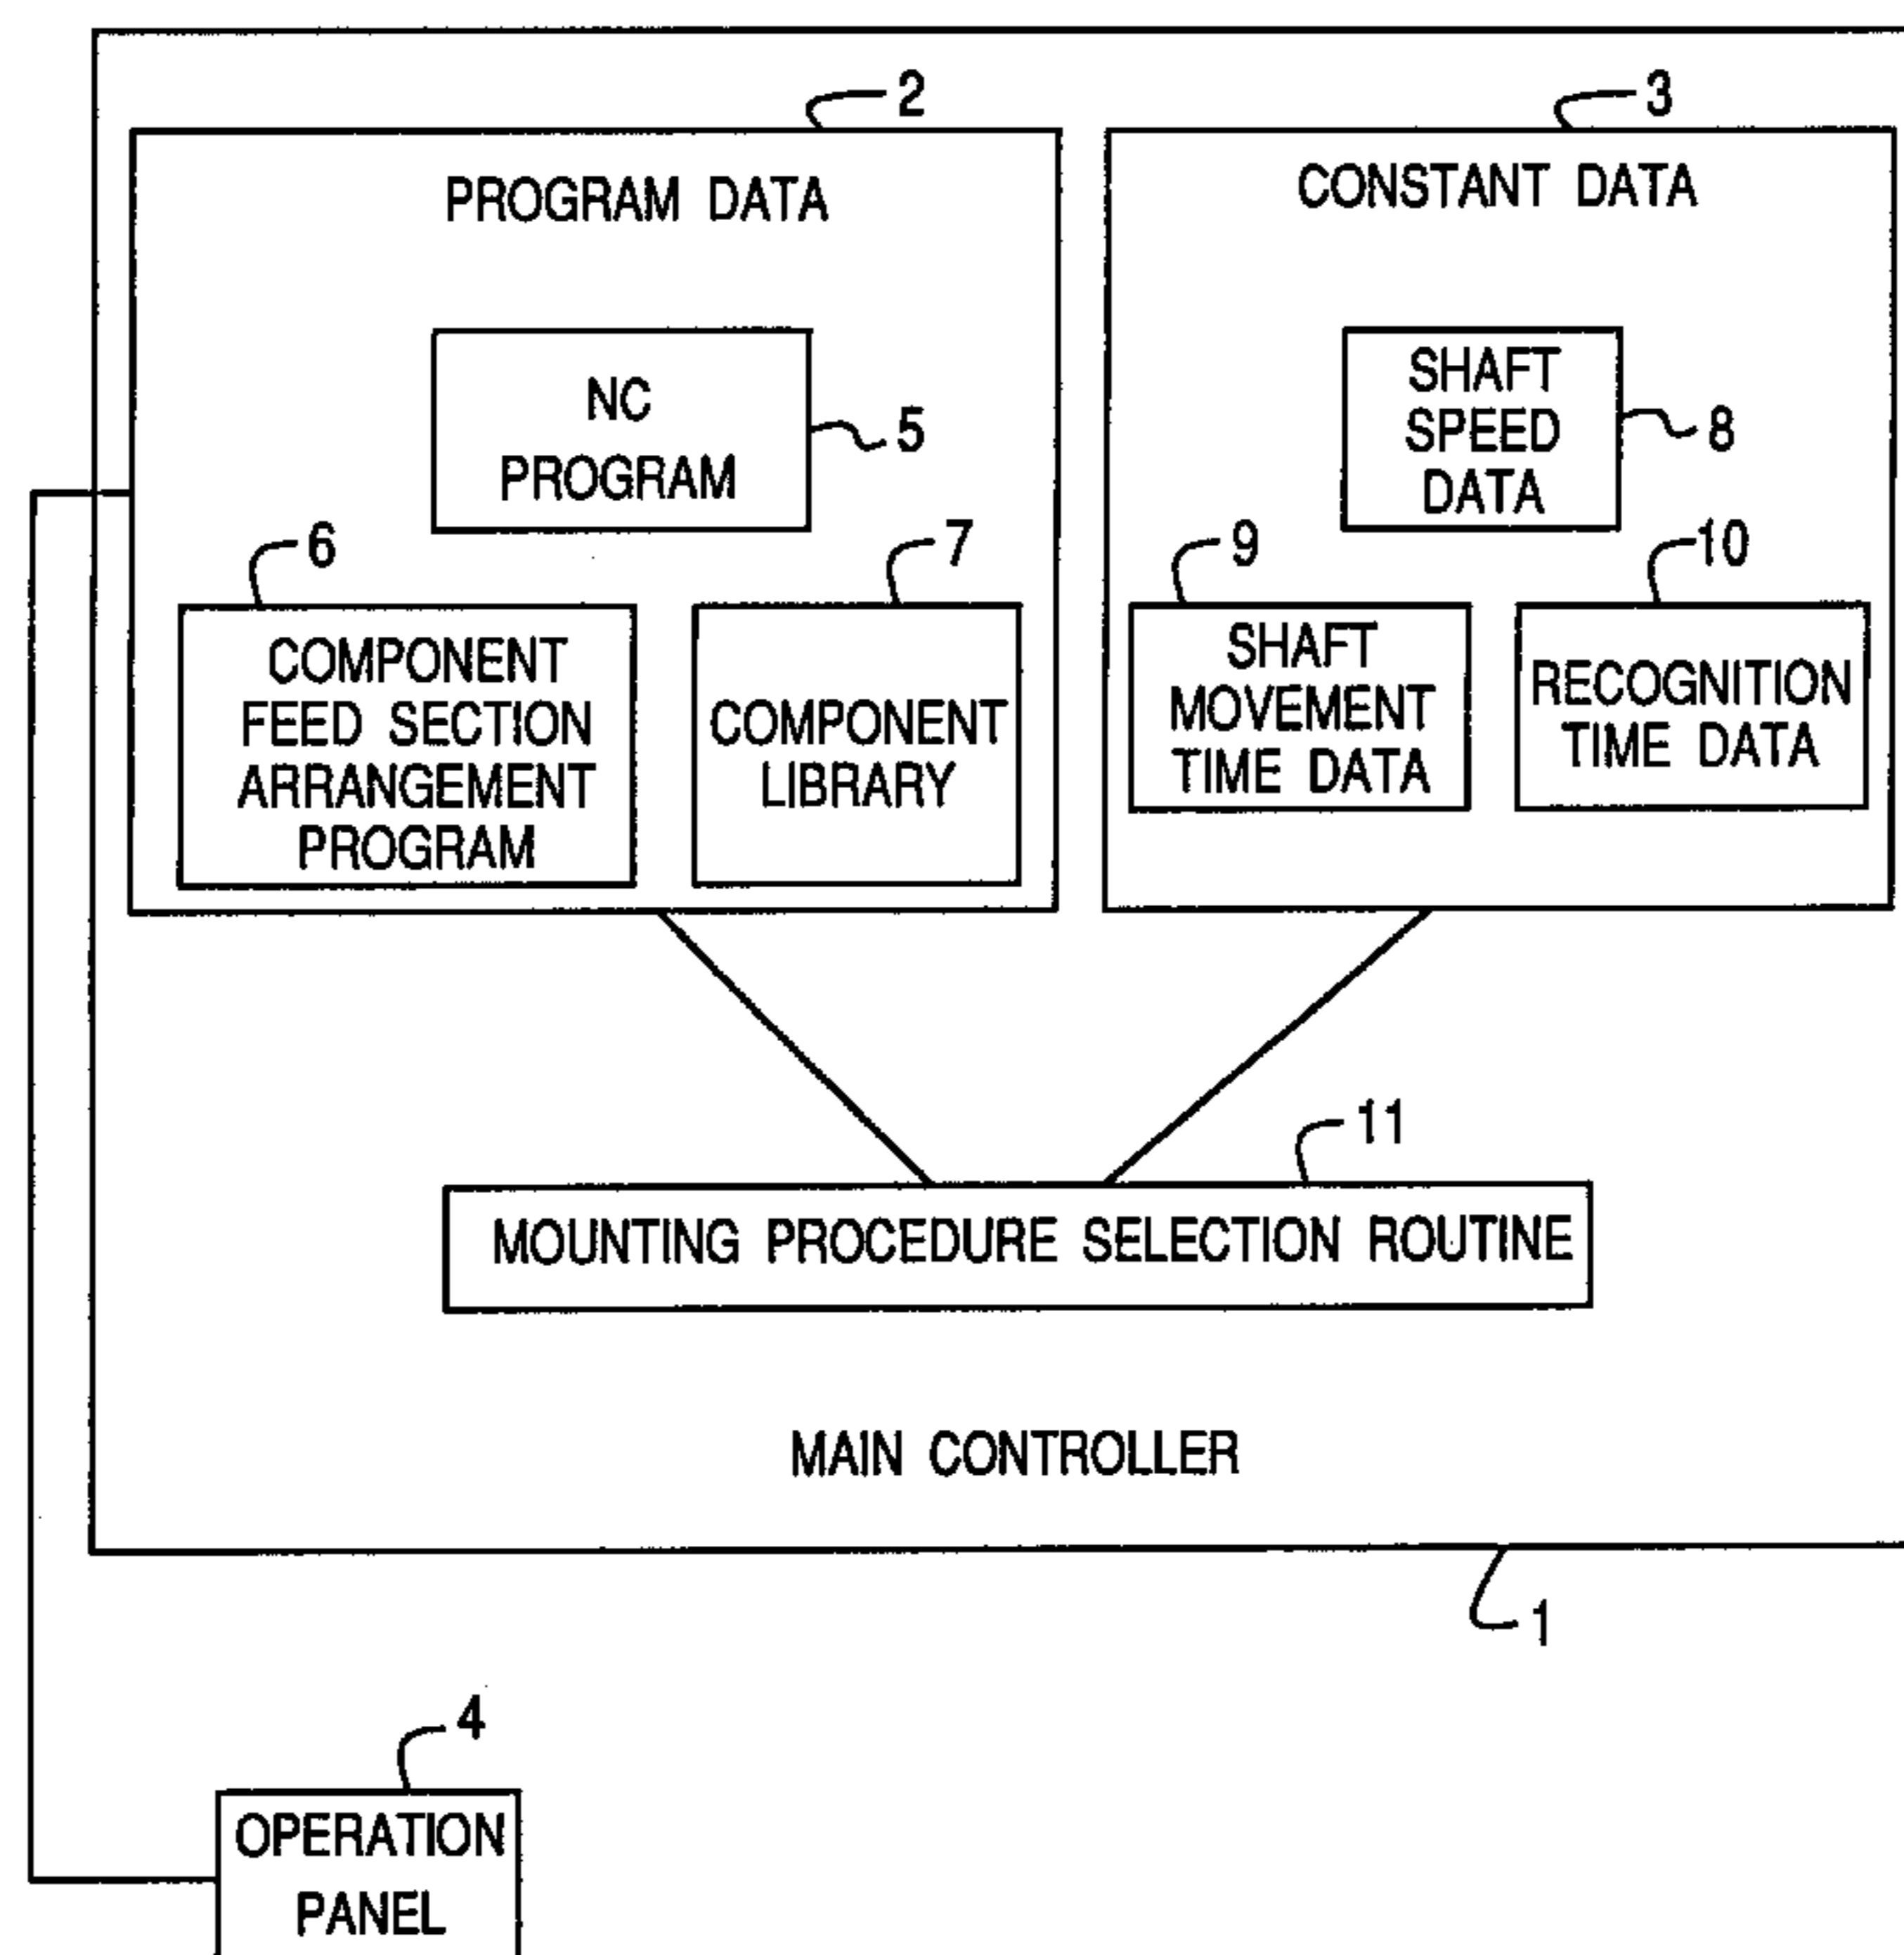 2
3
PROGRAM DATA
CONSTANT DATA
NC
PROGRAM
5
SHAFT
SPEED
DATA
8
6
7
9
10
COMPONENT
FEED SECTION
ARRANGEMENT
PROGRAM
COMPONENT
LIBRARY
SHAFT
MOVEMENT
TIME DATA
RECOGNITION
TIME DATA
11
MOUNTING PROCEDURE SELECTION ROUTINE
MAIN CONTROLLER
1
4
OPERATION
PANEL